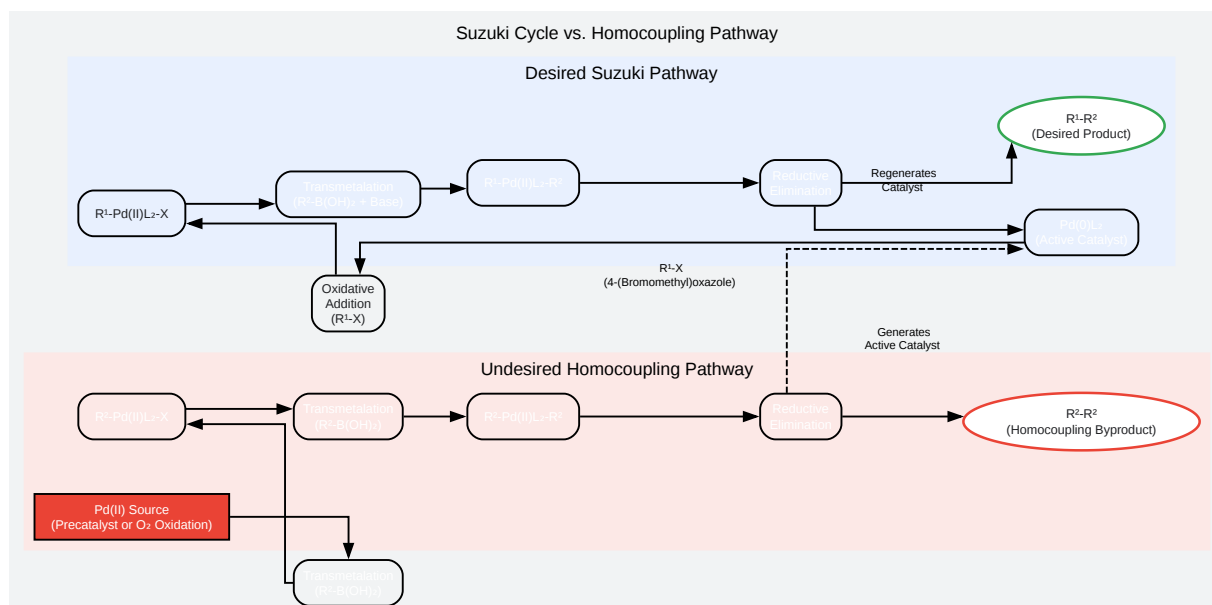 Suzuki Cycle vs. Homocoupling Pathway
Desired Suzuki Pathway
R¹-R²
(Desired Product)
R¹-Pd(II)L₂-X
Transmetalation
(R²-B(OH)₂ + Base)
R¹-Pd(II)L₂-R²
Reductive
Elimination
Regenerates
Catalyst
Pd(0)L₂
(Active Catalyst)
R¹-X
(4-(Bromomethyl)oxazole)
Oxidative
Addition
(R¹-X)
Generates
Active Catalyst
Undesired Homocoupling Pathway
R²-Pd(II)L₂-X
Transmetalation
(R²-B(OH)₂)
R²-Pd(II)L₂-R²
Reductive
Elimination
R²-R²
(Homocoupling Byproduct)
Pd(II) Source
(Precatalyst or O₂ Oxidation)
Transmetalation
(R²-B(OH)₂)